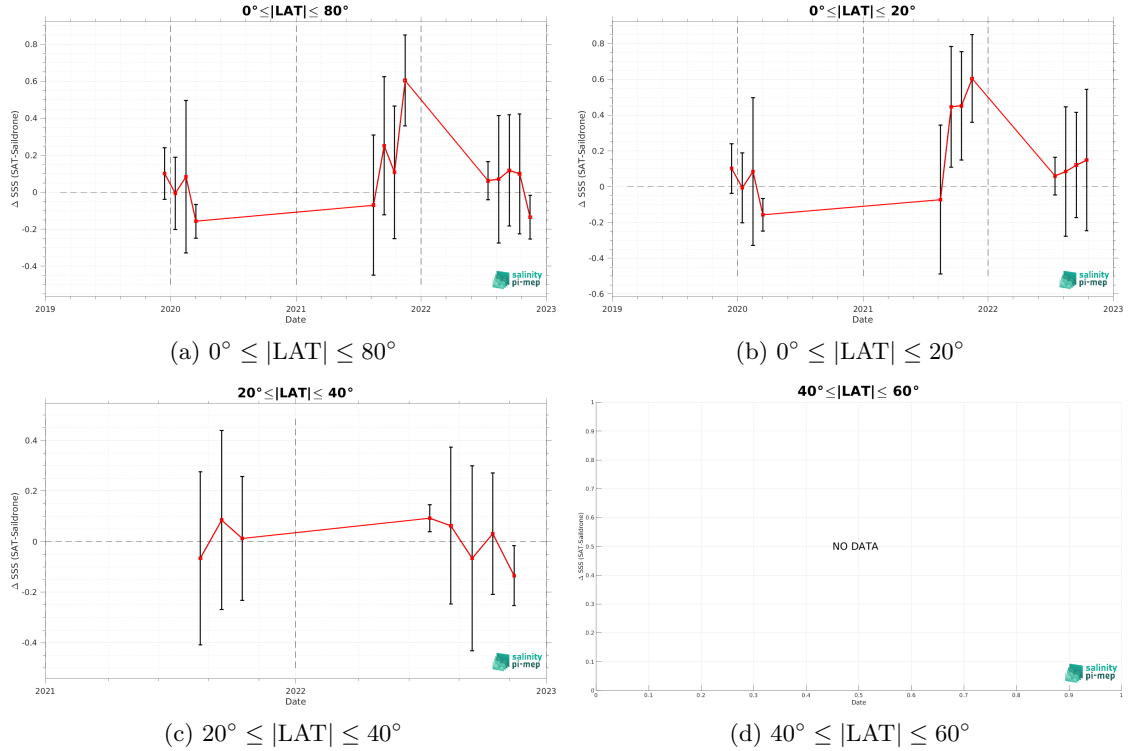 0°≤|LAT|≤ 80°
Δ SSS (SAT-Saildrone)
0.8
0.6
0.4
0.2
0
-0.2
-0.4
2019
2020
2021
2022
2023
Date
salinity
pi-mep
(a) 0° ≤ |LAT| ≤ 80°
0°≤|LAT|≤ 20°
Δ SSS (SAT-Saildrone)
0.8
0.6
0.4
0.2
0
-0.2
-0.4
-0.6
2019
2020
2021
2022
2023
Date
salinity
pi-mep
(b) 0° ≤ |LAT| ≤ 20°
20°≤|LAT|≤ 40°
Δ SSS (SAT-Saildrone)
0.4
0.2
0
-0.2
-0.4
2021
2022
2023
Date
salinity
pi-mep
(c) 20° ≤ |LAT| ≤ 40°
40°≤|LAT|≤ 60°
Δ SSS (SAT-Saildrone)
1
0.9
0.8
0.7
0.6
0.5
0.4
0.3
0.2
0.1
0
NO DATA
0
0.1
0.2
0.3
0.4
0.5
0.6
0.7
0.8
0.9
1
Date
salinity
pi-mep
(d) 40° ≤ |LAT| ≤ 60°